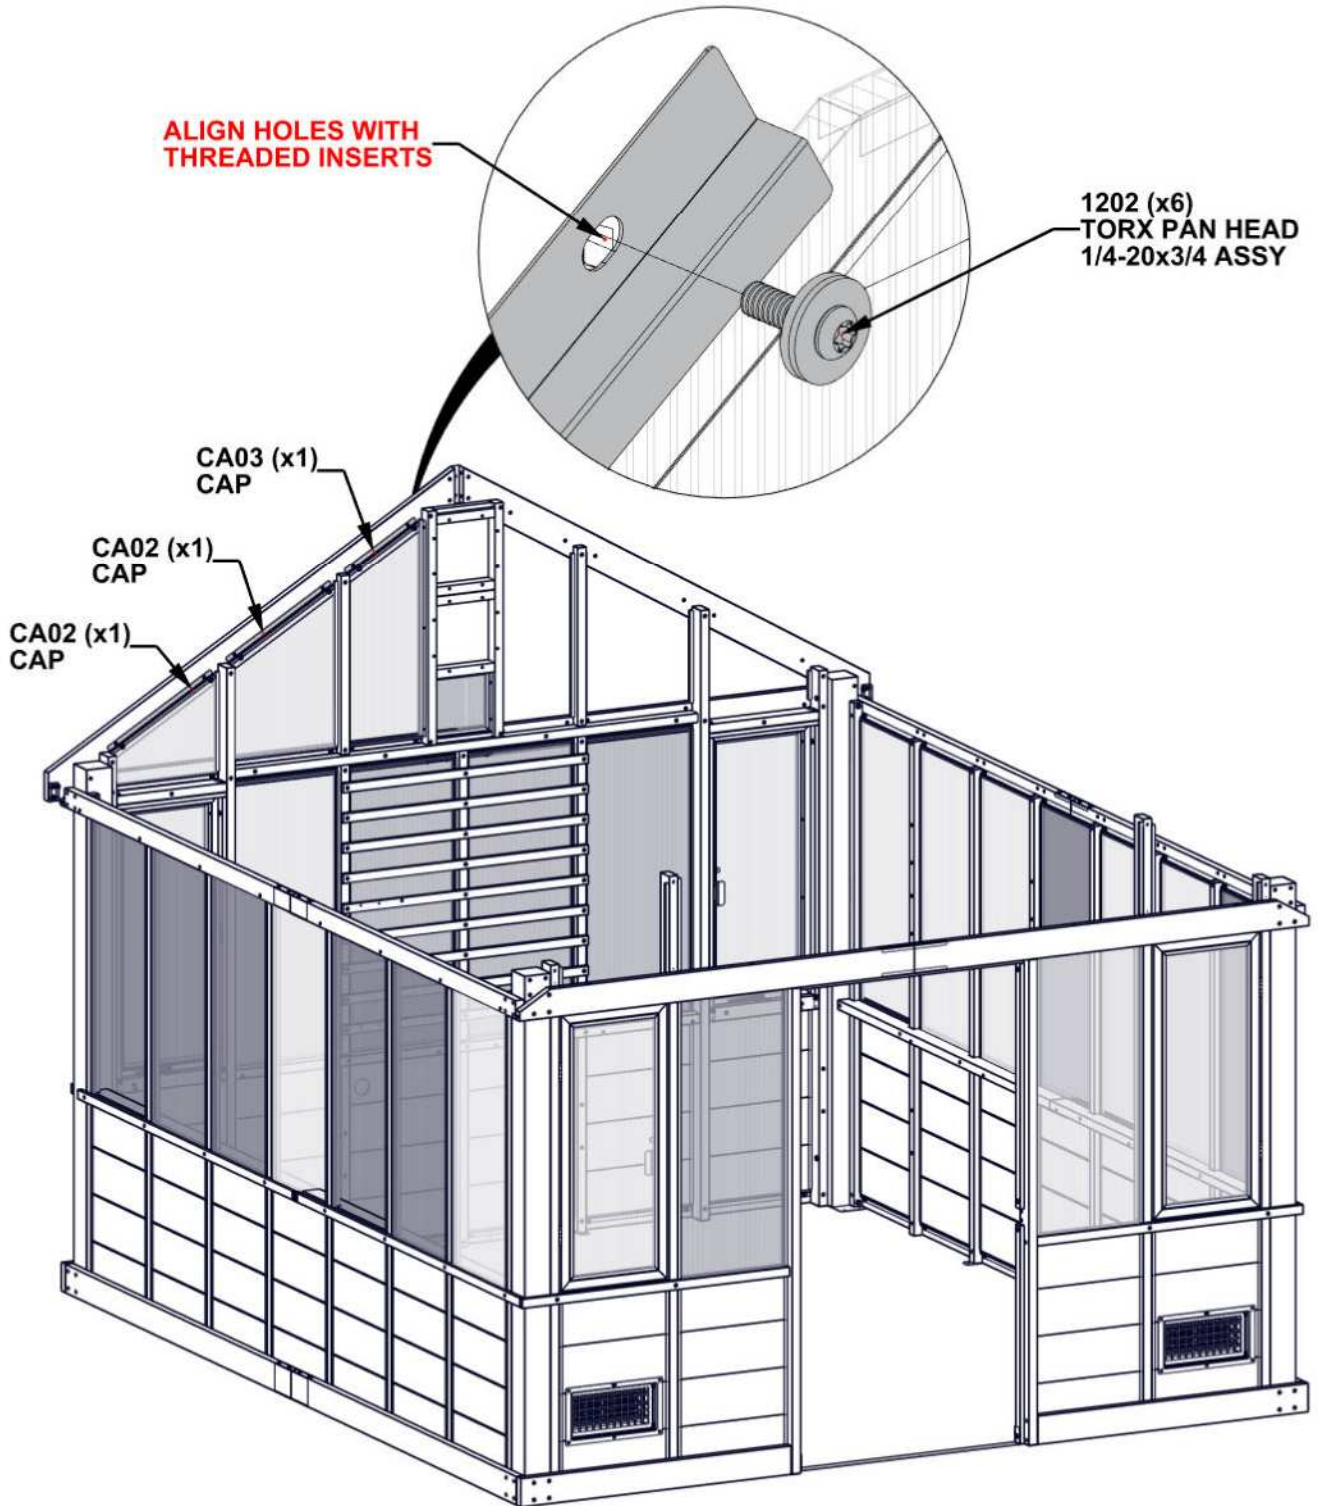 ALIGN HOLES WITH
THREADED INSERTS
1202 (x6)
TORX PAN HEAD
1/4-20x3/4 ASSY
CA03 (x1)
CAP
CA02 (x1)
CAP
CA02 (x1)
CAP